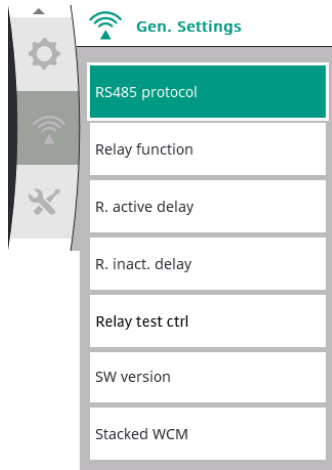 Gen. Settings
RS485 protocol
Relay function
R. active delay
R. inact. delay
Relay test ctrl
SW version
Stacked WCM